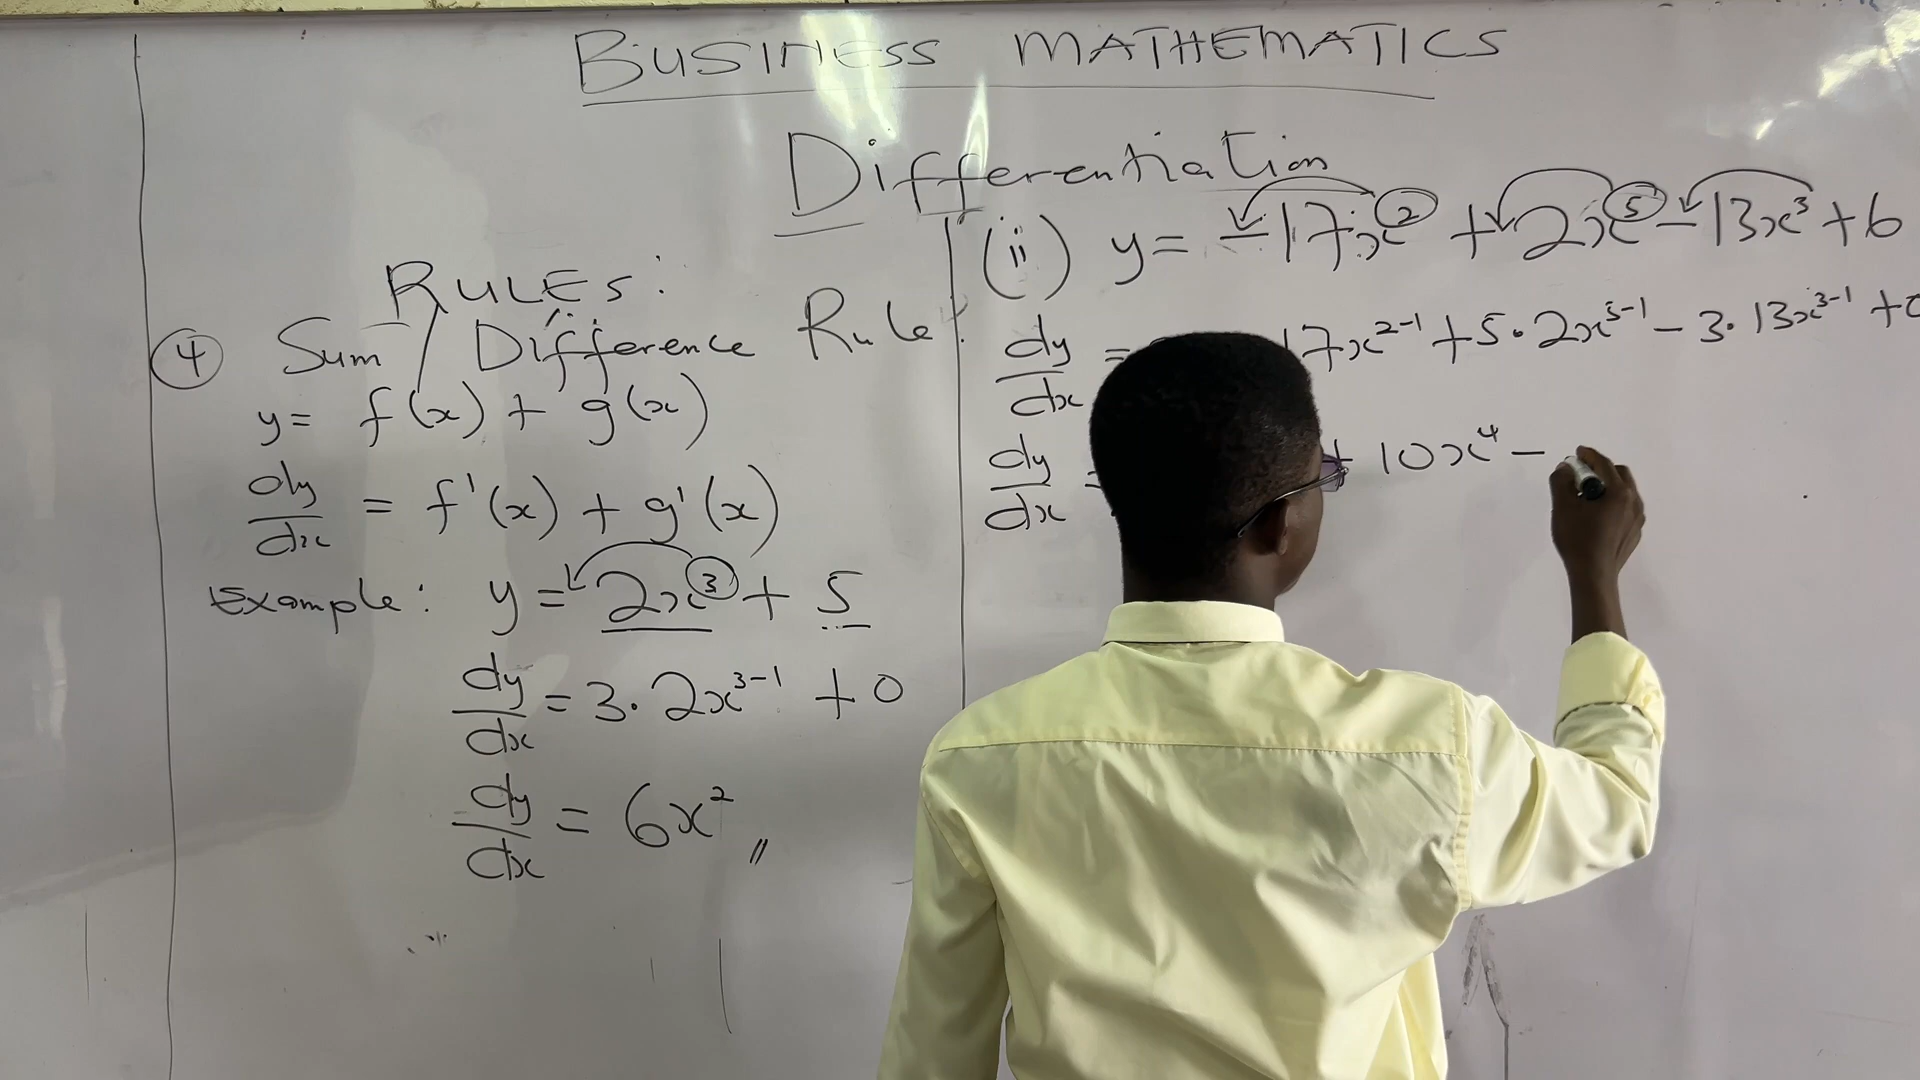 BUSINESS MATHEMATICS
Differentiation
RULES:
④ Sum / Difference Rule:
y = f(x) + g(x)
dy/dx = f'(x) + g'(x)
Example: y = 2x³ + 5
dy/dx = 3·2x³⁻¹ + 0
dy/dx = 6x² //
(ii) y = -17x² + 2x⁵ - 13x³ + 6
dy/dx = 17x²⁻¹ + 5·2x⁵⁻¹ - 3·13x³⁻¹ + 0
dy/dx = + 10x⁴ -